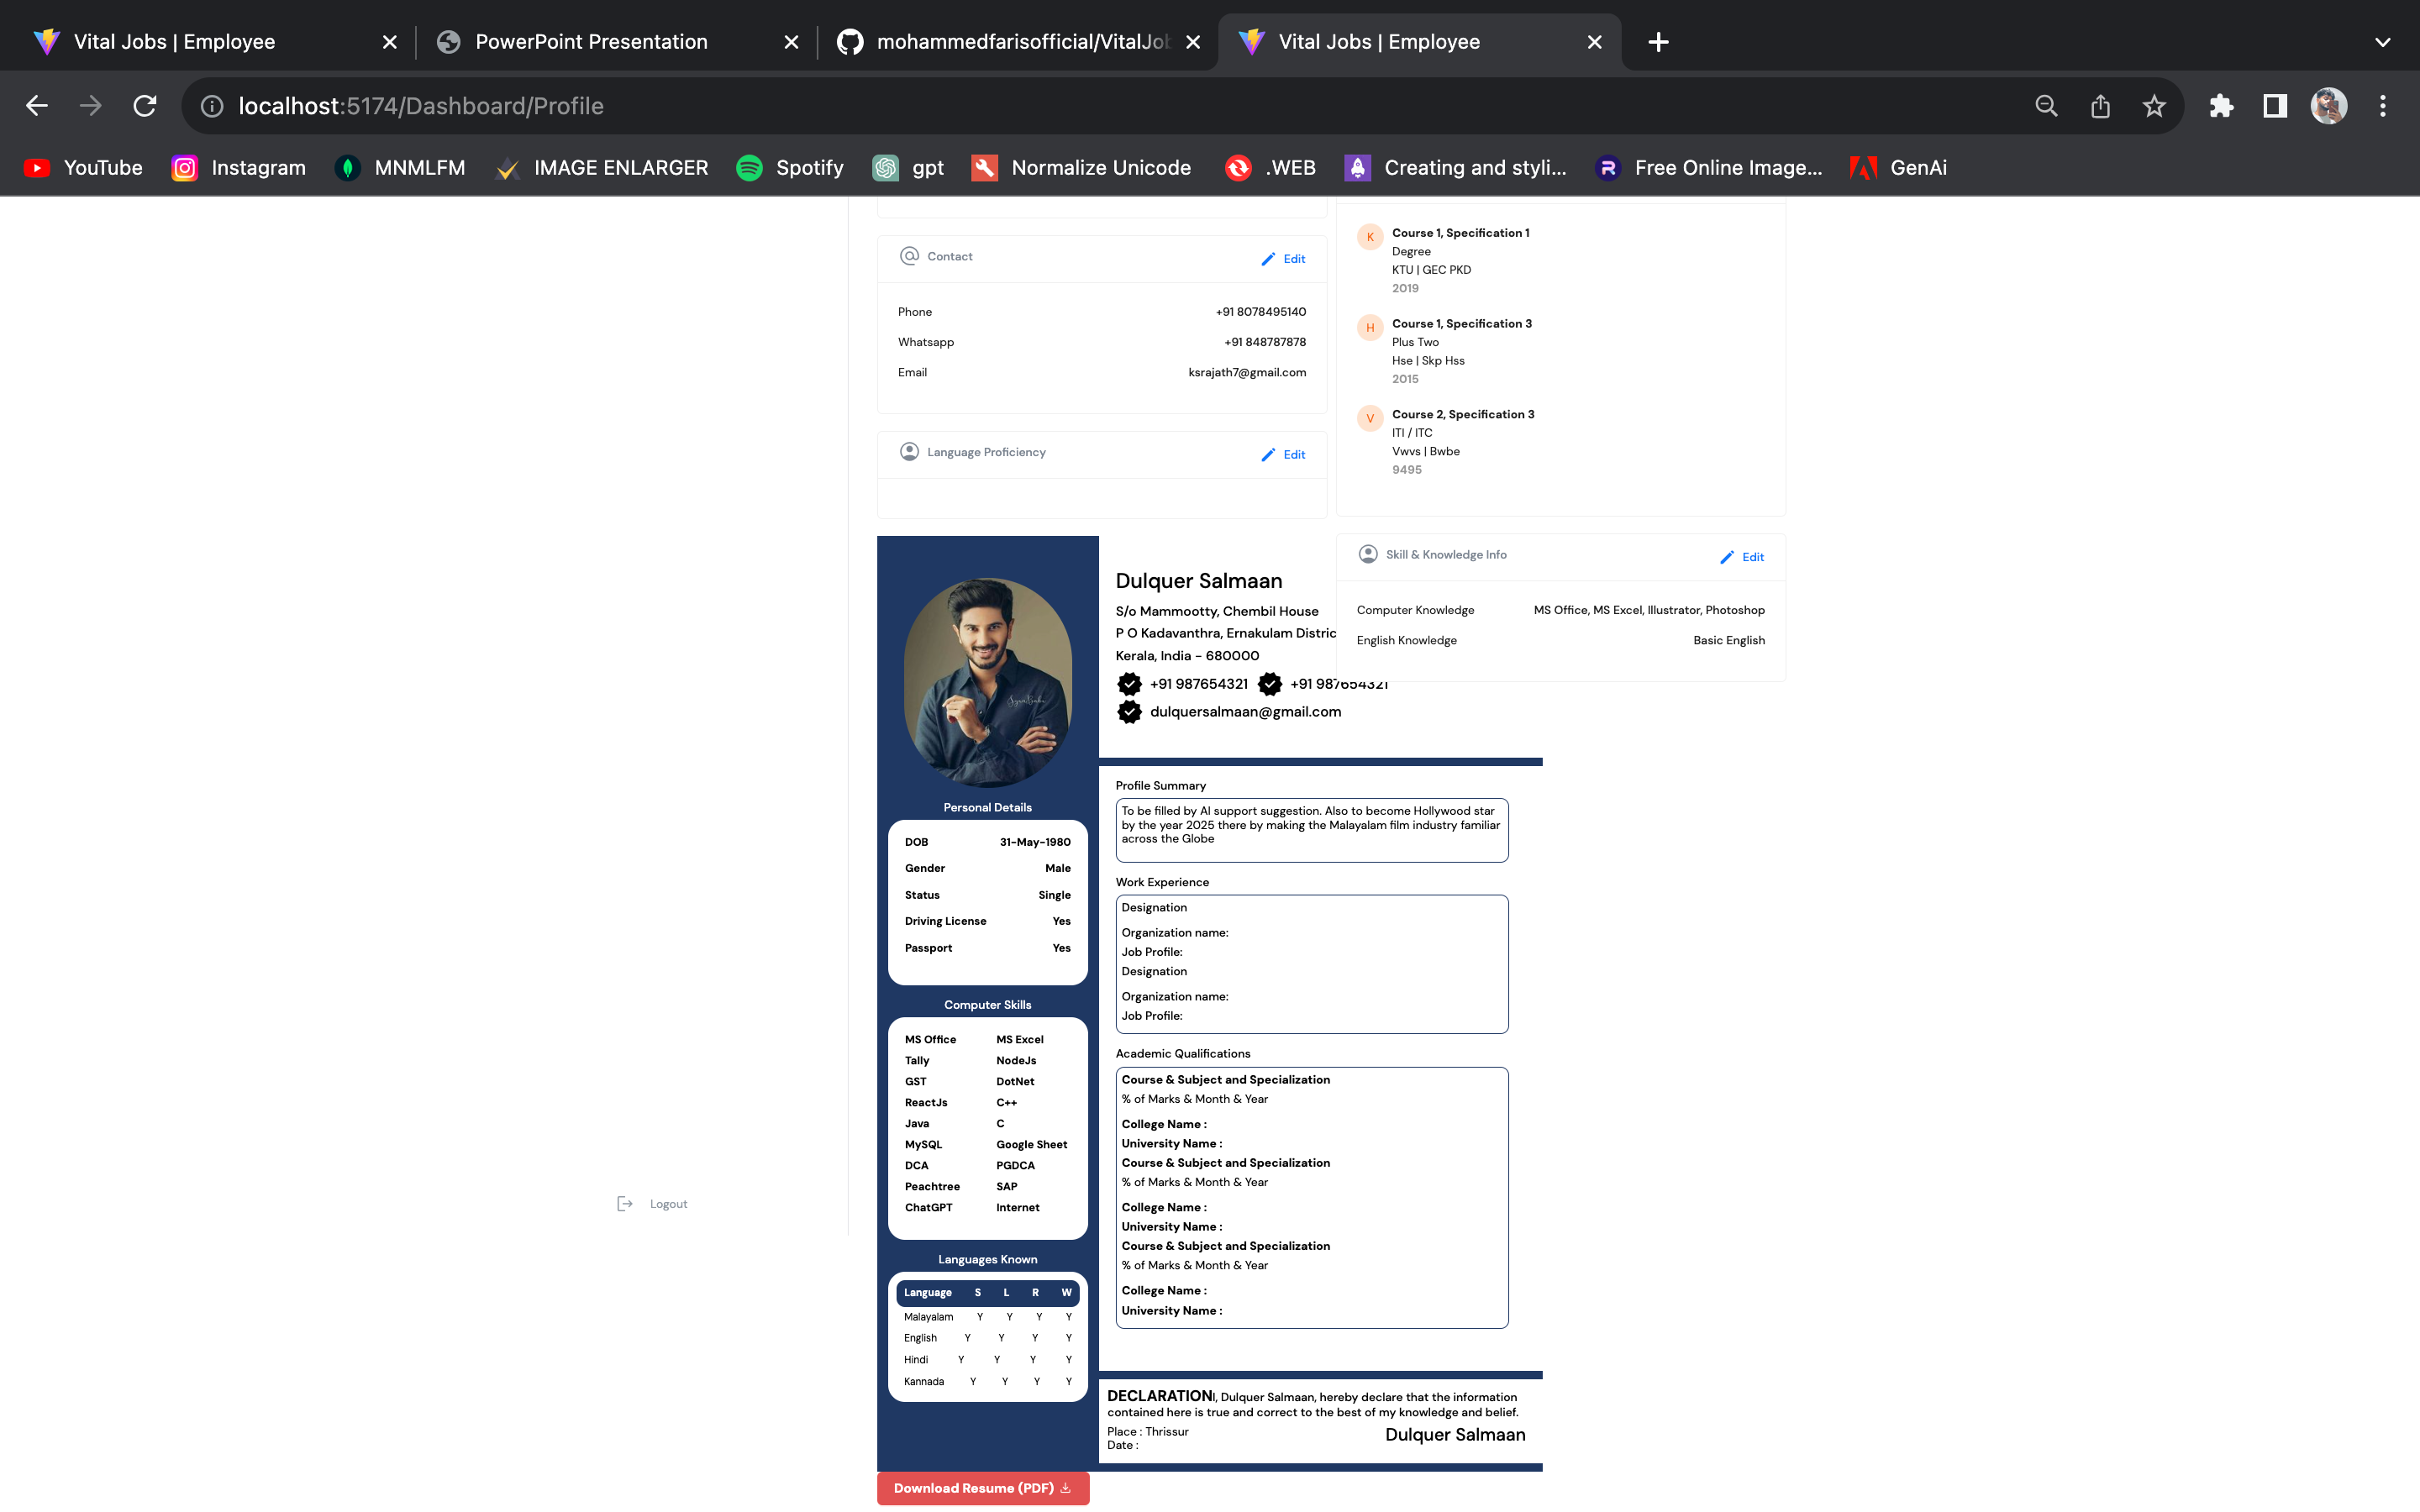 Vital Jobs | Employee
PowerPoint Presentation
mohammedfarisofficial/VitalJob
Vital Jobs | Employee
localhost:5174/Dashboard/Profile
YouTube
Instagram
MNMLFM
IMAGE ENLARGER
Spotify
gpt
Normalize Unicode
.WEB
Creating and styli...
Free Online Image...
GenAi
Logout
Contact
Edit
Phone +91 8078495140
Whatsapp +91 848787878
Email ksrajath7@gmail.com
Language Proficiency
Edit
K
Course 1, Specification 1
Degree
KTU | GEC PKD
2019
H
Course 1, Specification 3
Plus Two
Hse | Skp Hss
2015
V
Course 2, Specification 3
ITI / ITC
Vwvs | Bwbe
9495
Skill & Knowledge Info
Edit
Computer Knowledge MS Office, MS Excel, Illustrator, Photoshop
English Knowledge Basic English
Dulquer Salmaan
S/o Mammootty, Chembil House
P O Kadavanthra, Ernakulam Distric
Kerala, India - 680000
+91 987654321 +91 987654321
dulquersalmaan@gmail.com
Personal Details
DOB 31-May-1980
Gender Male
Status Single
Driving License Yes
Passport Yes
Computer Skills
MS Office MS Excel
Tally NodeJs
GST DotNet
ReactJs C++
Java C
MySQL Google Sheet
DCA PGDCA
Peachtree SAP
ChatGPT Internet
Languages Known
Language S L R W
Malayalam Y Y Y Y
English Y Y Y Y
Hindi Y Y Y Y
Kannada Y Y Y Y
Profile Summary
To be filled by AI support suggestion. Also to become Hollywood star
by the year 2025 there by making the Malayalam film industry familiar
across the Globe
Work Experience
Designation
Organization name:
Job Profile:
Designation
Organization name:
Job Profile:
Academic Qualifications
Course & Subject and Specialization
% of Marks & Month & Year
College Name :
University Name :
Course & Subject and Specialization
% of Marks & Month & Year
College Name :
University Name :
Course & Subject and Specialization
% of Marks & Month & Year
College Name :
University Name :
DECLARATIONI, Dulquer Salmaan, hereby declare that the information
contained here is true and correct to the best of my knowledge and belief.
Place : Thrissur
Date :
Dulquer Salmaan
Download Resume (PDF)